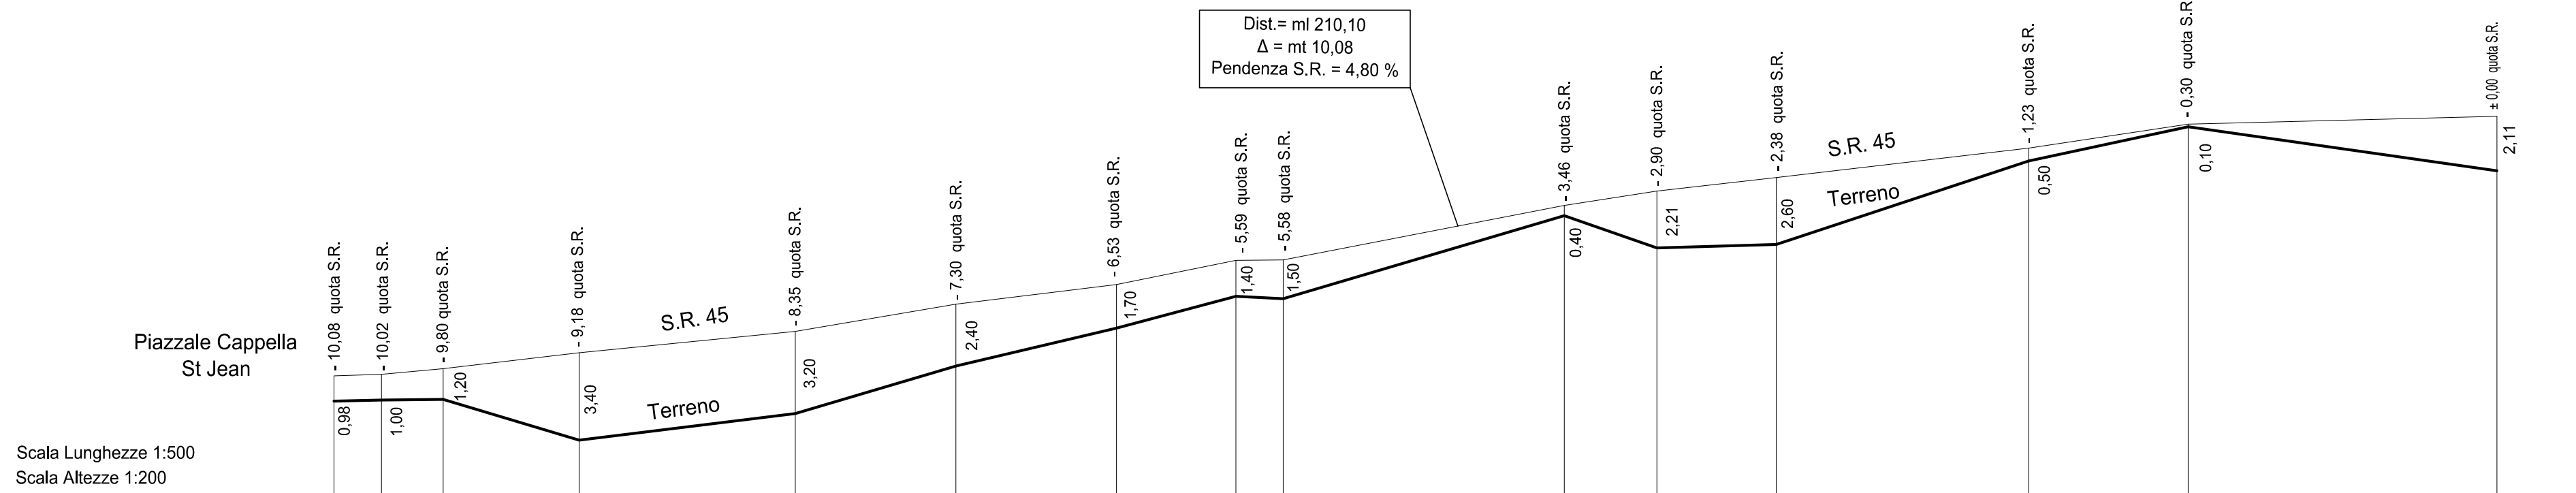 Dist.= ml 210,10
Δ = mt 10,08
Pendenza S.R. = 4,80 %
Piazzale Cappella
St Jean
- 10,08 quota S.R.
- 10,02 quota S.R.
- 9,80 quota S.R.
- 9,18 quota S.R.
- 8,35 quota S.R.
- 7,30 quota S.R.
- 6,53 quota S.R.
- 5,59 quota S.R.
- 5,58 quota S.R.
- 3,46 quota S.R.
- 2,90 quota S.R.
- 2,38 quota S.R.
- 1,23 quota S.R.
- 0,30 quota S.R.
± 0,00 quota S.R.
S.R. 45
S.R. 45
Terreno
Terreno
0,98
1,00
1,20
3,40
3,20
2,40
1,70
1,40
1,50
0,40
2,21
2,60
0,50
0,10
2,11
Scala Lunghezze 1:500
Scala Altezze 1:200